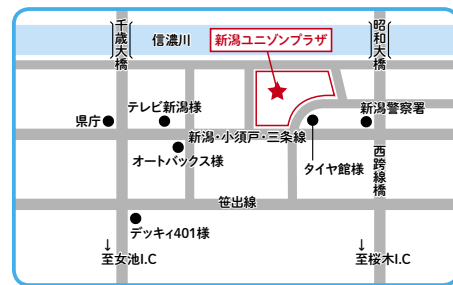 千歳大橋
信濃川
新潟ユニゾンプラザ
昭和大橋
県庁
テレビ新潟様
新潟警察署
新潟・小須戸・三条線
オートバックス様
タイヤ館様
西跨線橋
笹出線
デッキィ401様
↓
至女池I.C
↓
至桜木I.C